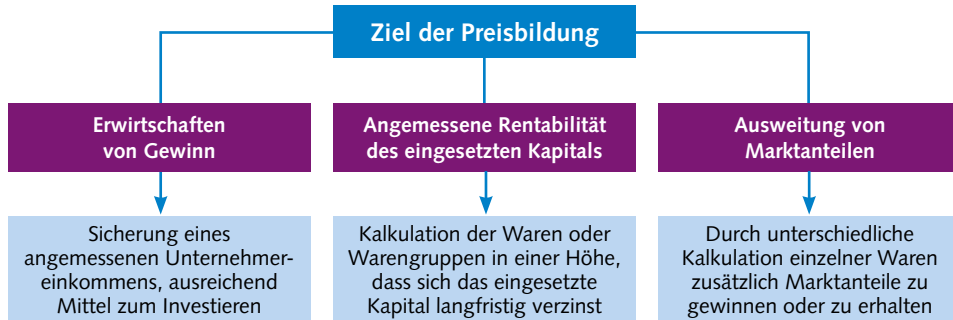 Ziel der Preisbildung
Erwirtschaften
von Gewinn
Angemessene Rentabilität
des eingesetzten Kapitals
Ausweitung von
Marktanteilen
Sicherung eines
angemessenen Unternehmer-
einkommens, ausreichend
Mittel zum Investieren
Kalkulation der Waren oder
Warengruppen in einer Höhe,
dass sich das eingesetzte
Kapital langfristig verzinst
Durch unterschiedliche
Kalkulation einzelner Waren
zusätzlich Marktanteile zu
gewinnen oder zu erhalten